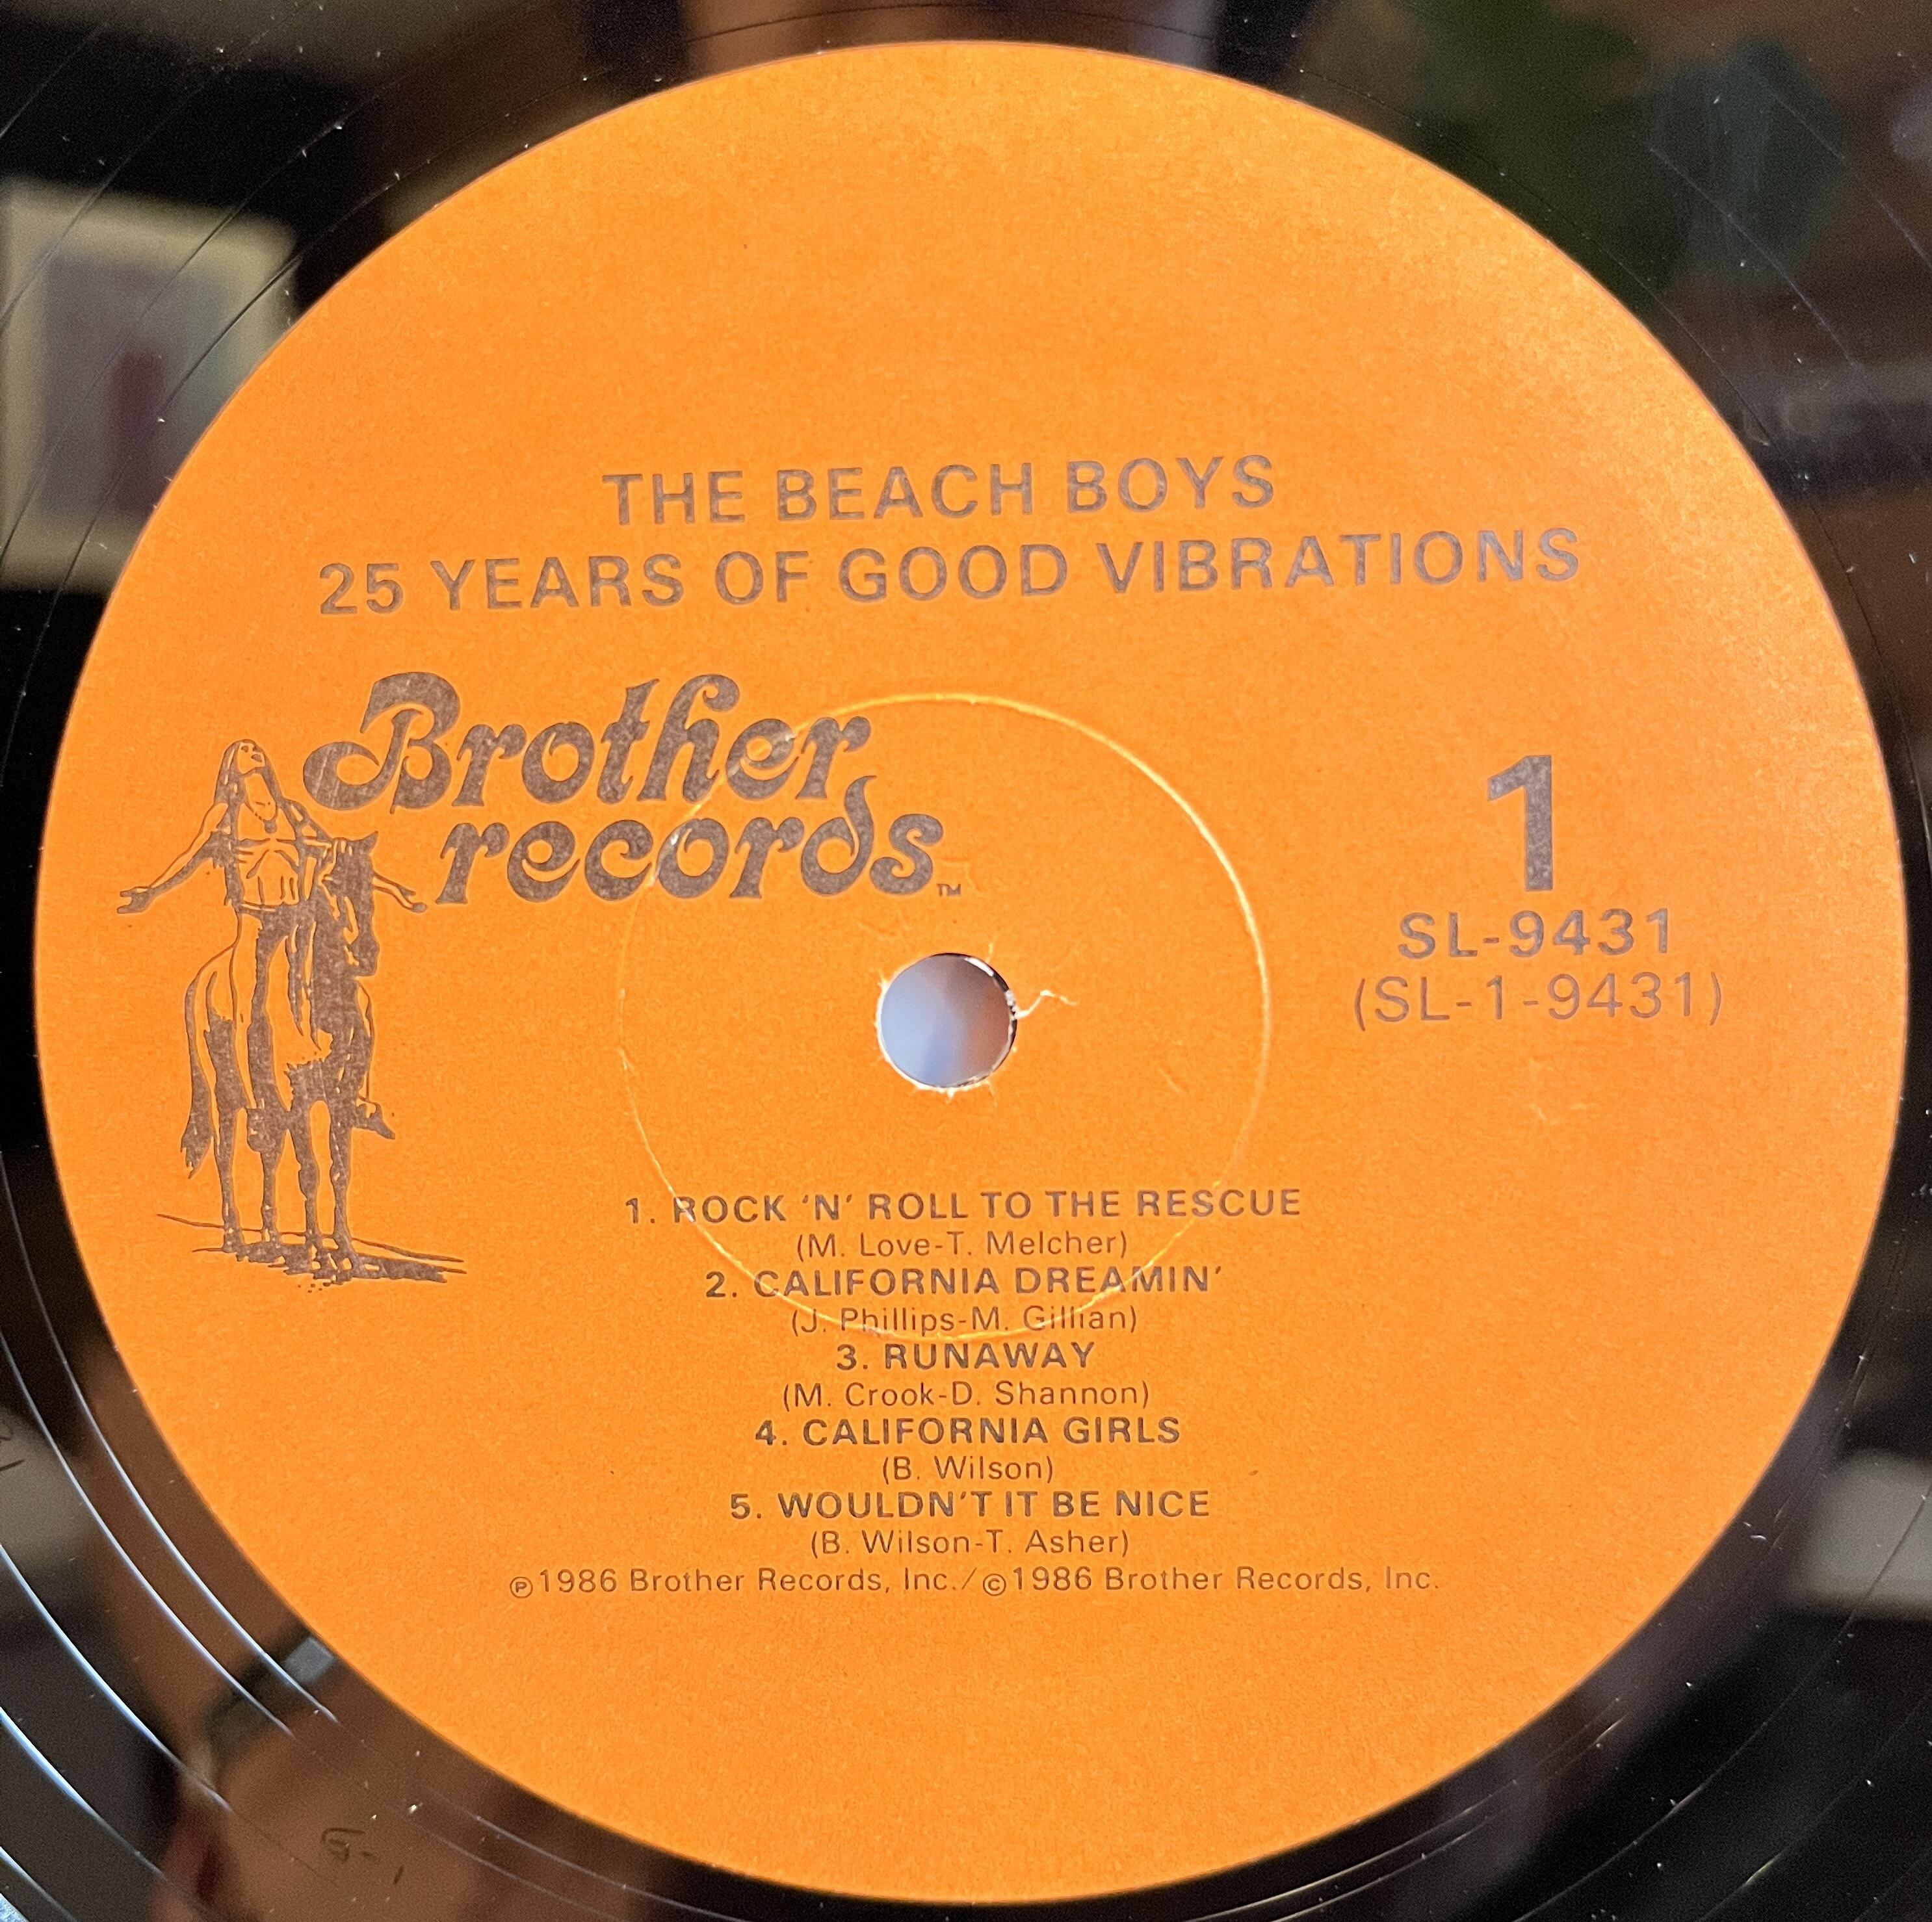 THE BEACH BOYS
25 YEARS OF GOOD VIBRATIONS
Brother
records™
1
SL-9431
(SL-1-9431)
1. ROCK 'N' ROLL TO THE RESCUE
(M. Love-T. Melcher)
2. CALIFORNIA DREAMIN'
(J. Phillips-M. Gillian)
3. RUNAWAY
(M. Crook-D. Shannon)
4. CALIFORNIA GIRLS
(B. Wilson)
5. WOULDN'T IT BE NICE
(B. Wilson-T. Asher)
℗1986 Brother Records, Inc./©1986 Brother Records, Inc.